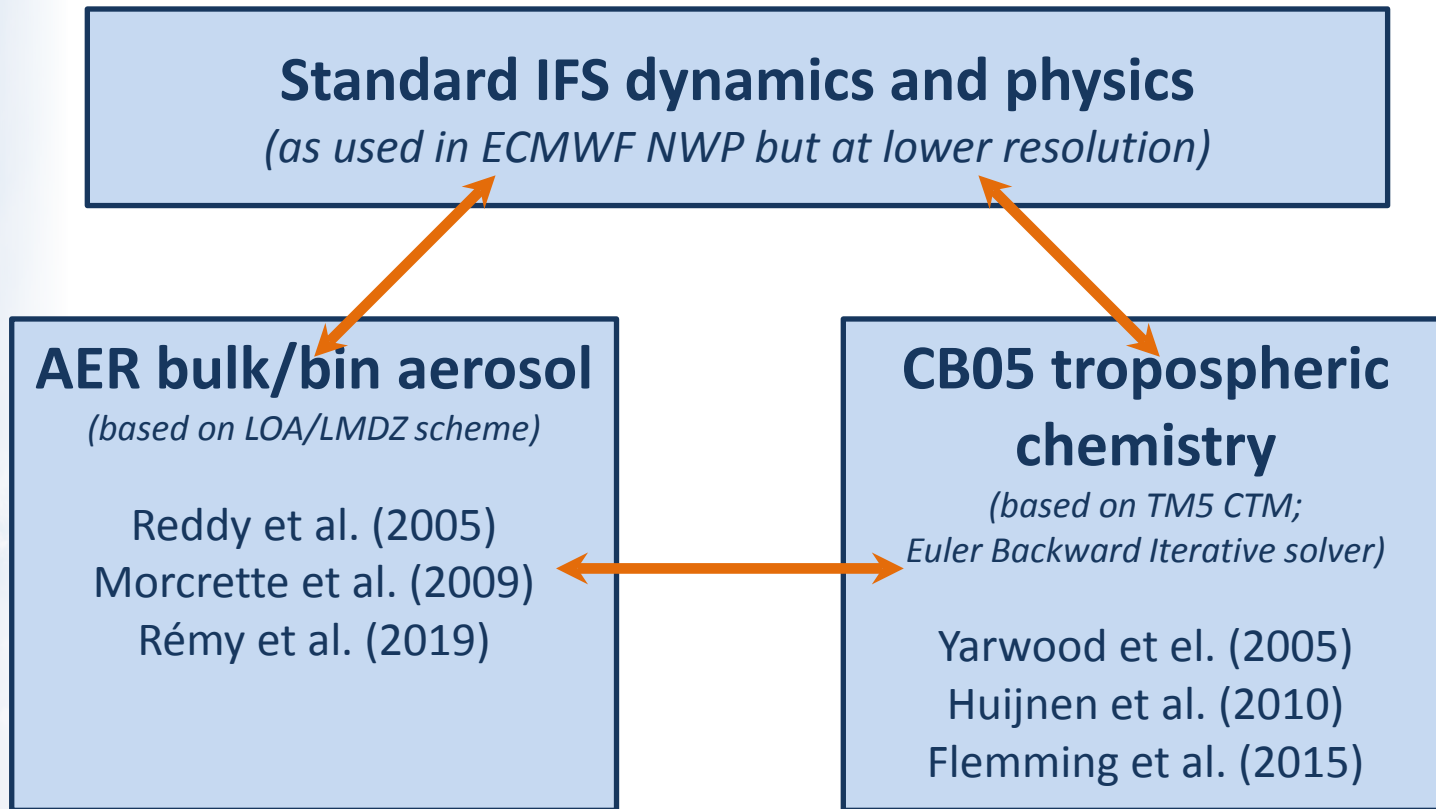 Standard IFS dynamics and physics
(as used in ECMWF NWP but at lower resolution)
AER bulk/bin aerosol
(based on LOA/LMDZ scheme)
Reddy et al. (2005)
Morcrette et al. (2009)
Rémy et al. (2019)
CB05 tropospheric
chemistry
(based on TM5 CTM;
Euler Backward Iterative solver)
Yarwood et el. (2005)
Huijnen et al. (2010)
Flemming et al. (2015)